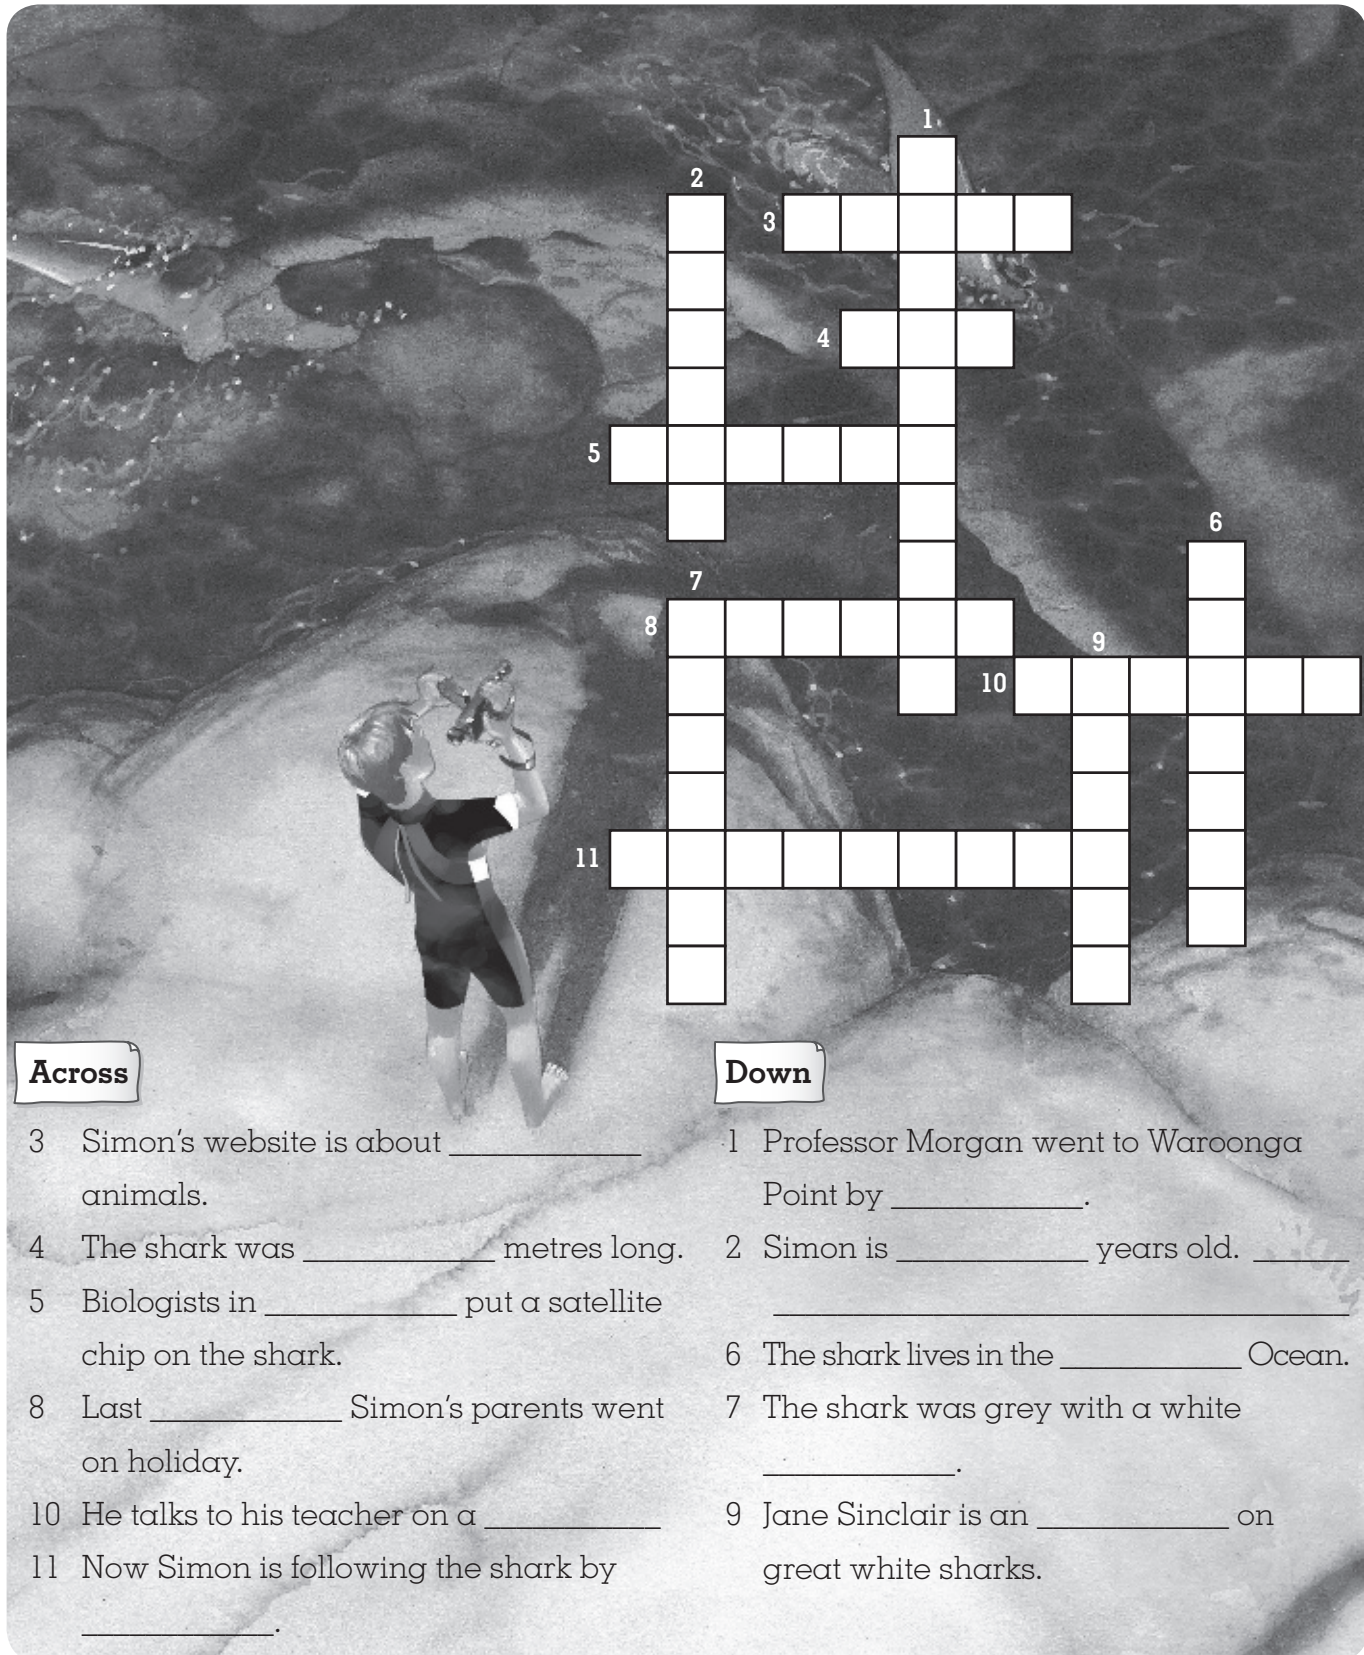 1
2
3
4
5
6
7
8
9
10
11
Across
3 Simon's website is about ____________
animals.
4 The shark was ____________ metres long.
5 Biologists in ____________ put a satellite
chip on the shark.
8 Last ____________ Simon's parents went
on holiday.
10 He talks to his teacher on a ___________
11 Now Simon is following the shark by
____________.
Down
1 Professor Morgan went to Waroonga
Point by ____________.
2 Simon is ____________ years old. ______
____________________________________
6 The shark lives in the ___________ Ocean.
7 The shark was grey with a white
____________.
9 Jane Sinclair is an ____________ on
great white sharks.